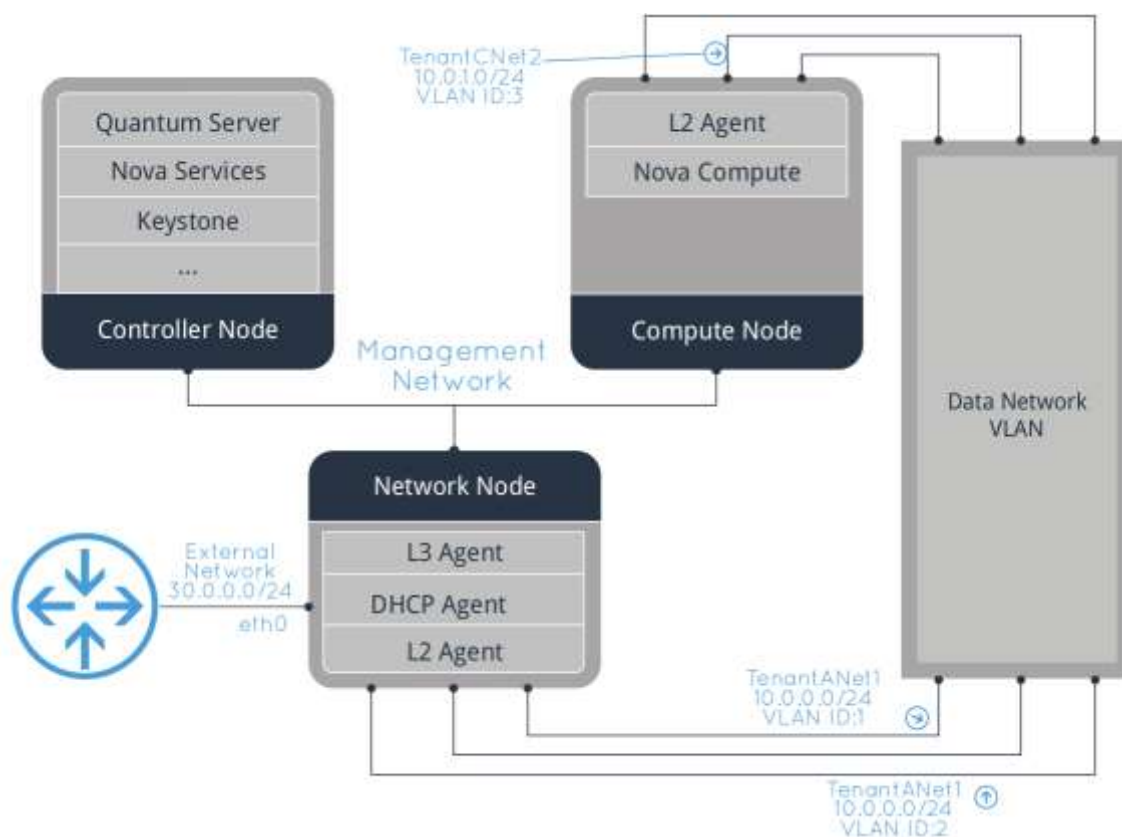 TenantCNet2
10.0.1.0/24
VLAN ID:3
Quantum Server
Nova Services
Keystone
...
Controller Node
L2 Agent
Nova Compute
Compute Node
Management
Network
Data Network
VLAN
Network Node
L3 Agent
DHCP Agent
L2 Agent
External
Network
30.0.0.0/24
eth0
TenantANet1
10.0.0.0/24
VLAN ID:1
TenantANet1
10.0.0.0/24
VLAN ID:2